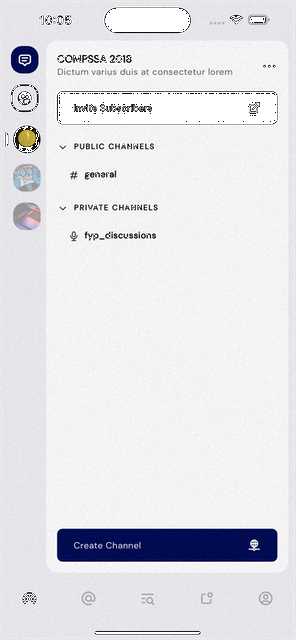 16:05
COMPSSA 2018
Dictum varius duis at consectetur lorem
Invite Subscribers
PUBLIC CHANNELS
# general
PRIVATE CHANNELS
fyp_discussions
Create Channel